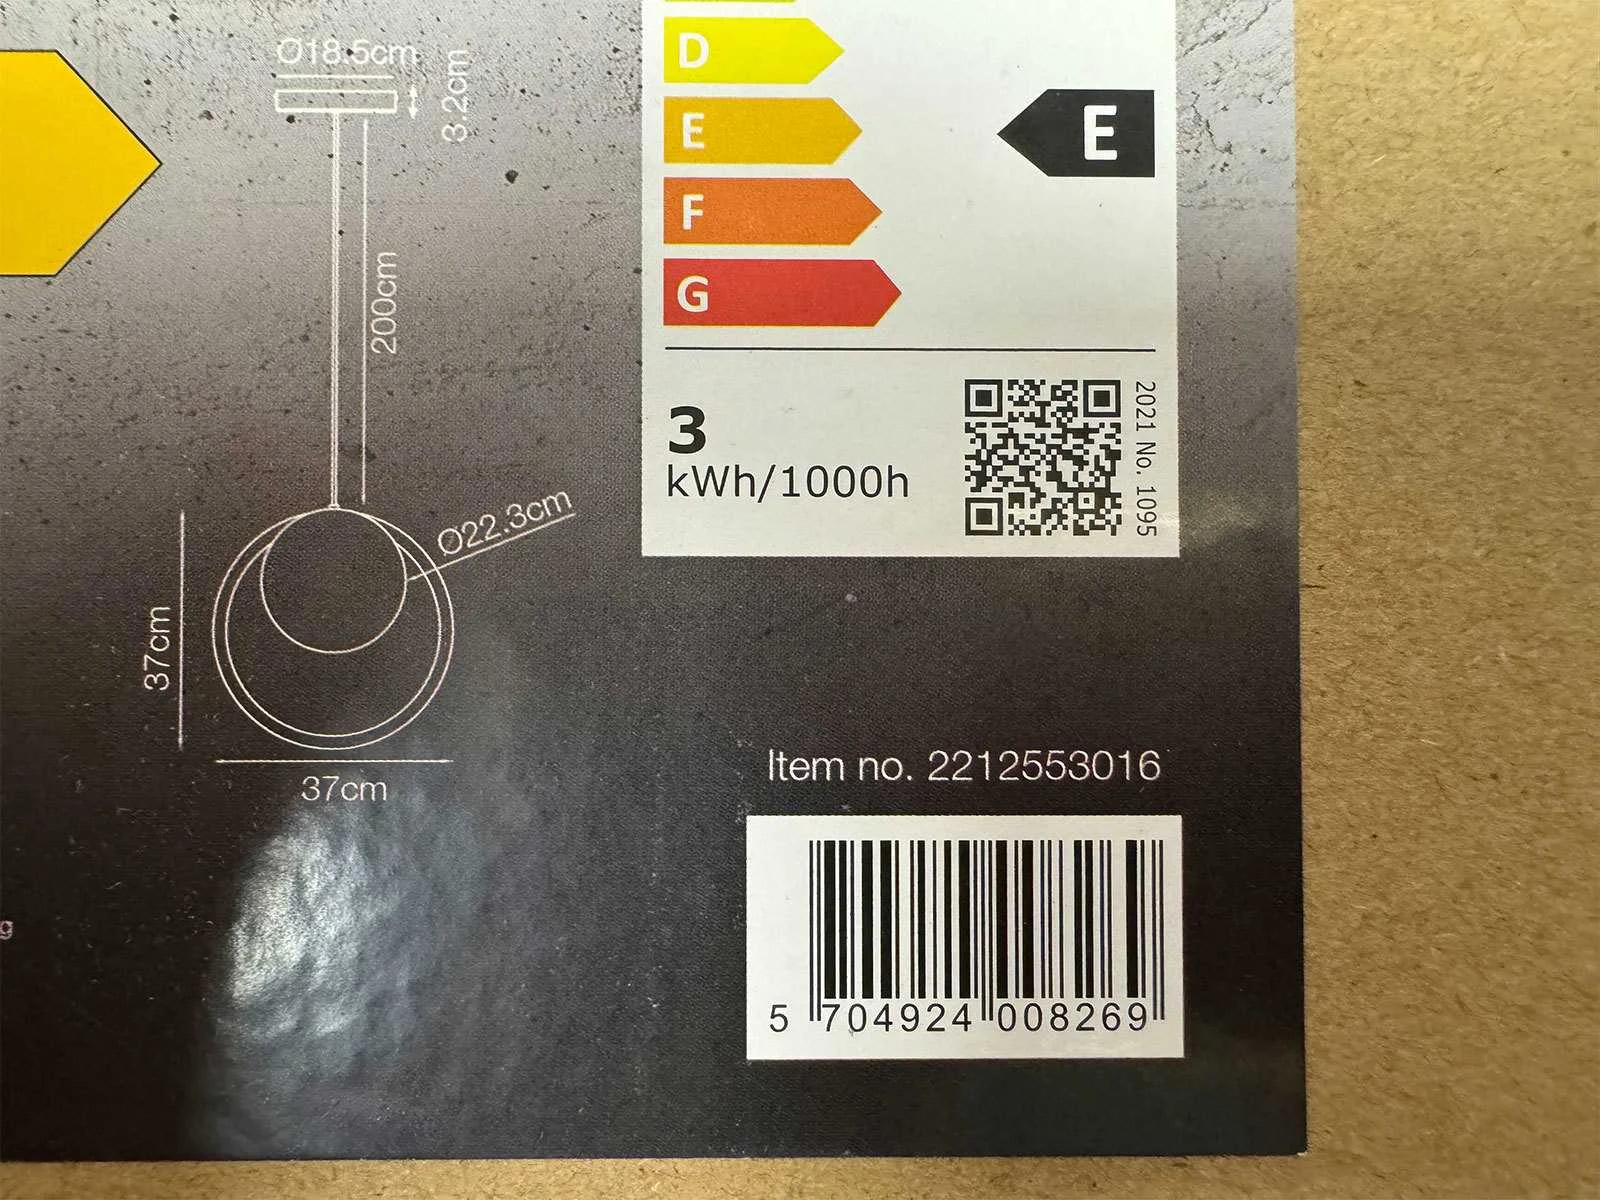 Ø18.5cm
3.2cm
200cm
Ø22.3cm
37cm
37cm
D
E
F
G
E
3
kWh/1000h
2021 No. 1095
Item no. 2212553016
5 704924 008269
g